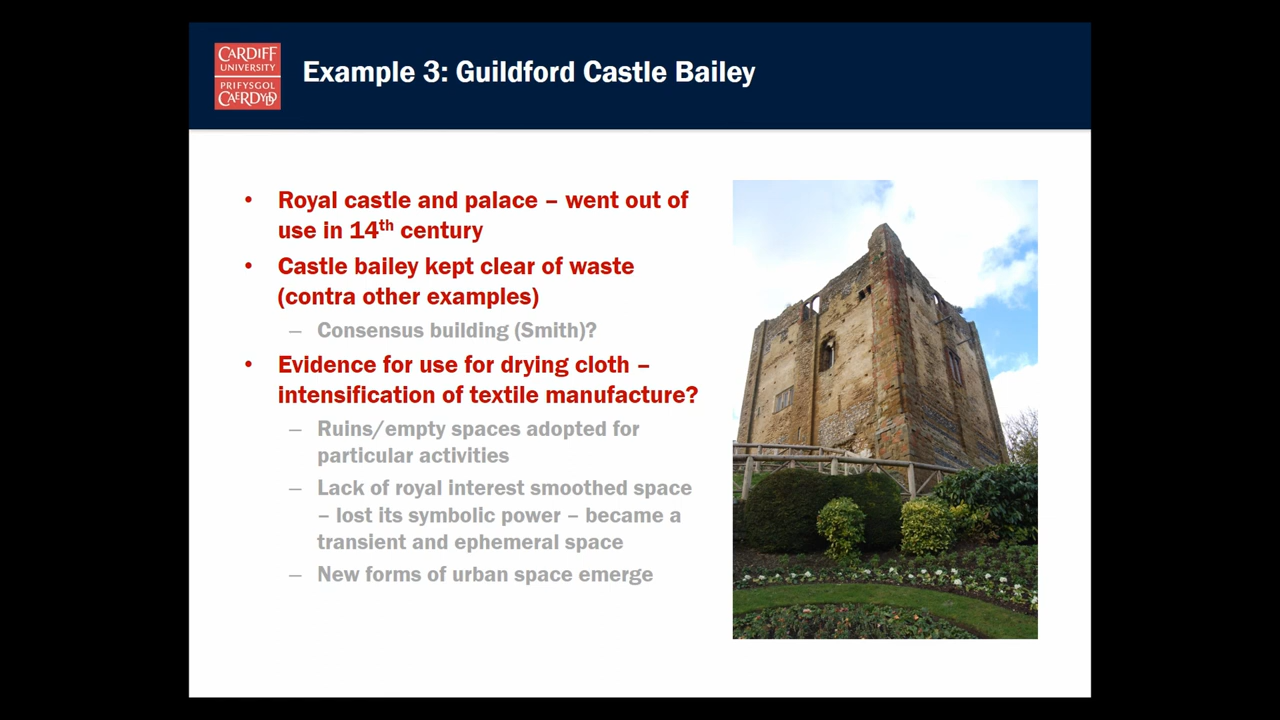 CARDIFF
UNIVERSITY
PRIFYSGOL
CAERDYDD
Example 3: Guildford Castle Bailey
• Royal castle and palace – went out of
use in 14th century
• Castle bailey kept clear of waste
(contra other examples)
– Consensus building (Smith)?
• Evidence for use for drying cloth –
intensification of textile manufacture?
– Ruins/empty spaces adopted for
particular activities
– Lack of royal interest smoothed space
– lost its symbolic power – became a
transient and ephemeral space
– New forms of urban space emerge